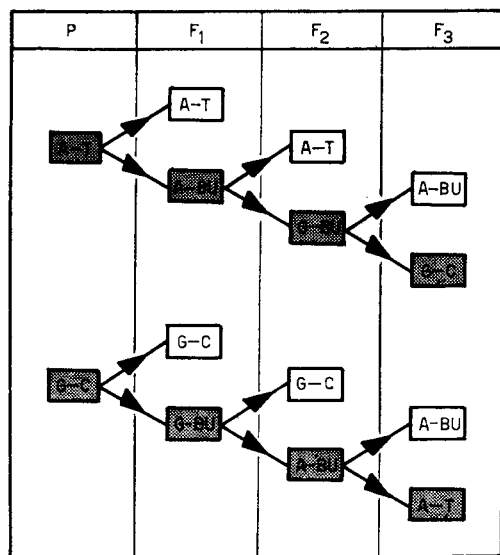 P F₁ F₂ F₃
A–T
A–T A–T
A–BU A–BU
G–BU
G–C
G–C
G–C G–C
G–BU A–BU
A–BU
A–T